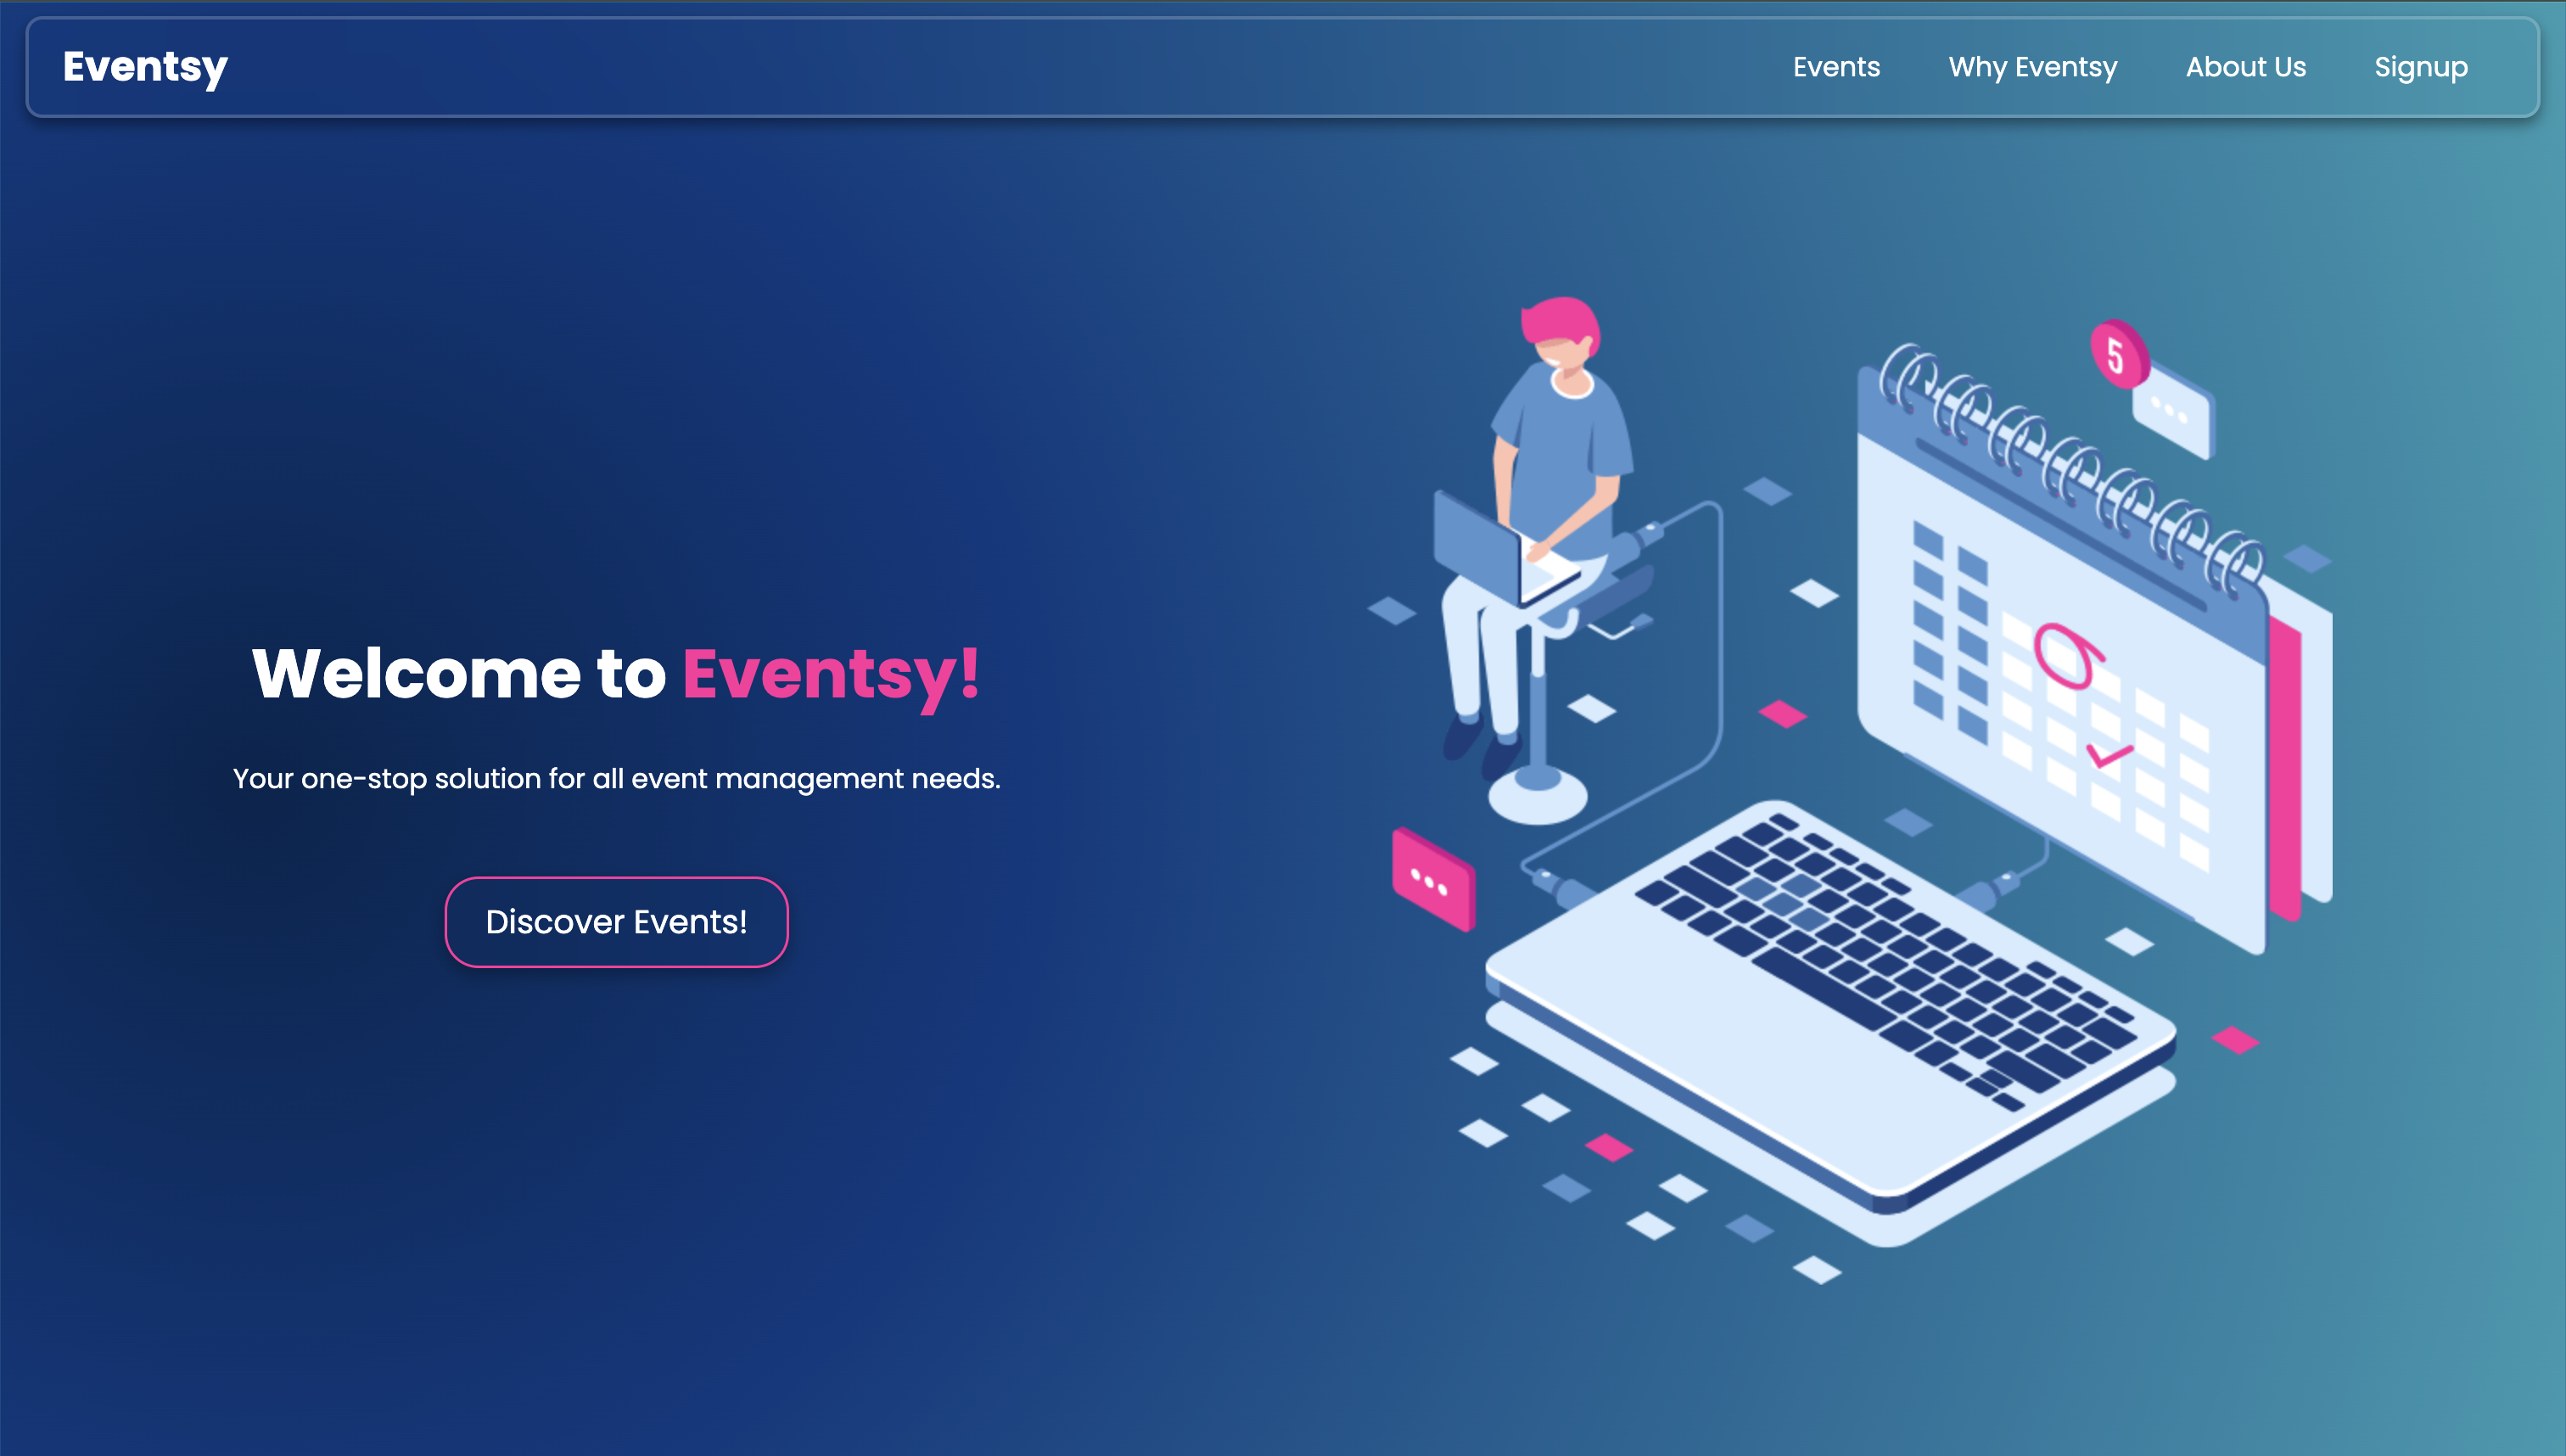 Eventsy
Events
Why Eventsy
About Us
Signup
5
Welcome to Eventsy!
Your one-stop solution for all event management needs.
Discover Events!